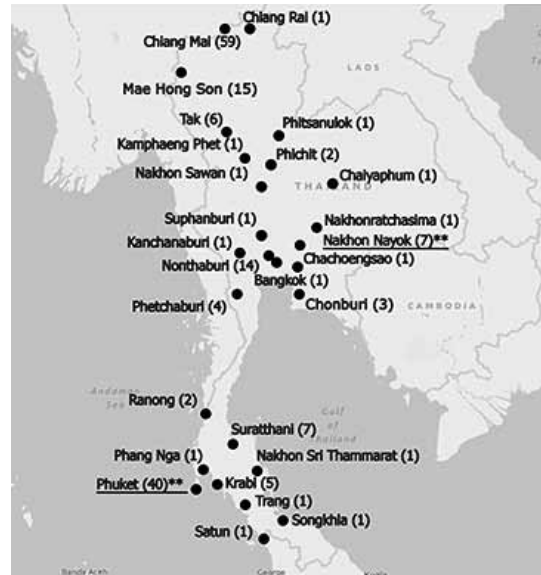 Chiang Rai (1)
Chiang Mai (59)
LAOS
Mae Hong Son (15)
Tak (6)
Phitsanulok (1)
Kamphaeng Phet (1)
Phichit (2)
Nakhon Sawan (1)
Chaiyaphum (1)
THAILAND
Suphanburi (1)
Nakhonratchasima (1)
Kanchanaburi (1)
Nakhon Nayok (7)**
Nonthaburi (14)
Chachoengsao (1)
Bangkok (1)
Phetchaburi (4)
Chonburi (3)
CAMBODIA
Andaman
Sea
Ranong (2)
Gulf
of
Thailand
Suratthani (7)
Phang Nga (1)
Nakhon Sri Thammarat (1)
Phuket (40)**
Krabi (5)
Trang (1)
Songkhla (1)
Satun (1)
Banda Aceh
George